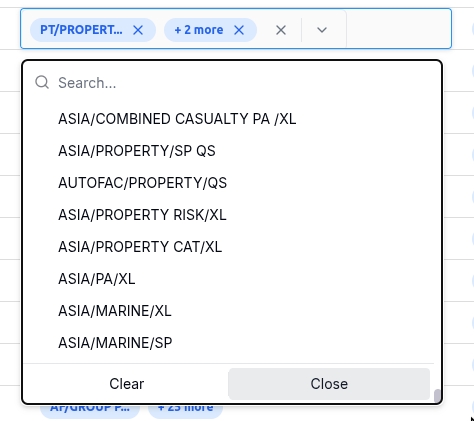 PT/PROPERT...
+ 2 more
Search...
ASIA/COMBINED CASUALTY PA /XL
ASIA/PROPERTY/SP QS
AUTOFAC/PROPERTY/QS
ASIA/PROPERTY RISK/XL
ASIA/PROPERTY CAT/XL
ASIA/PA/XL
ASIA/MARINE/XL
ASIA/MARINE/SP
Clear
Close
AF/GROUP P...
+ 25 more